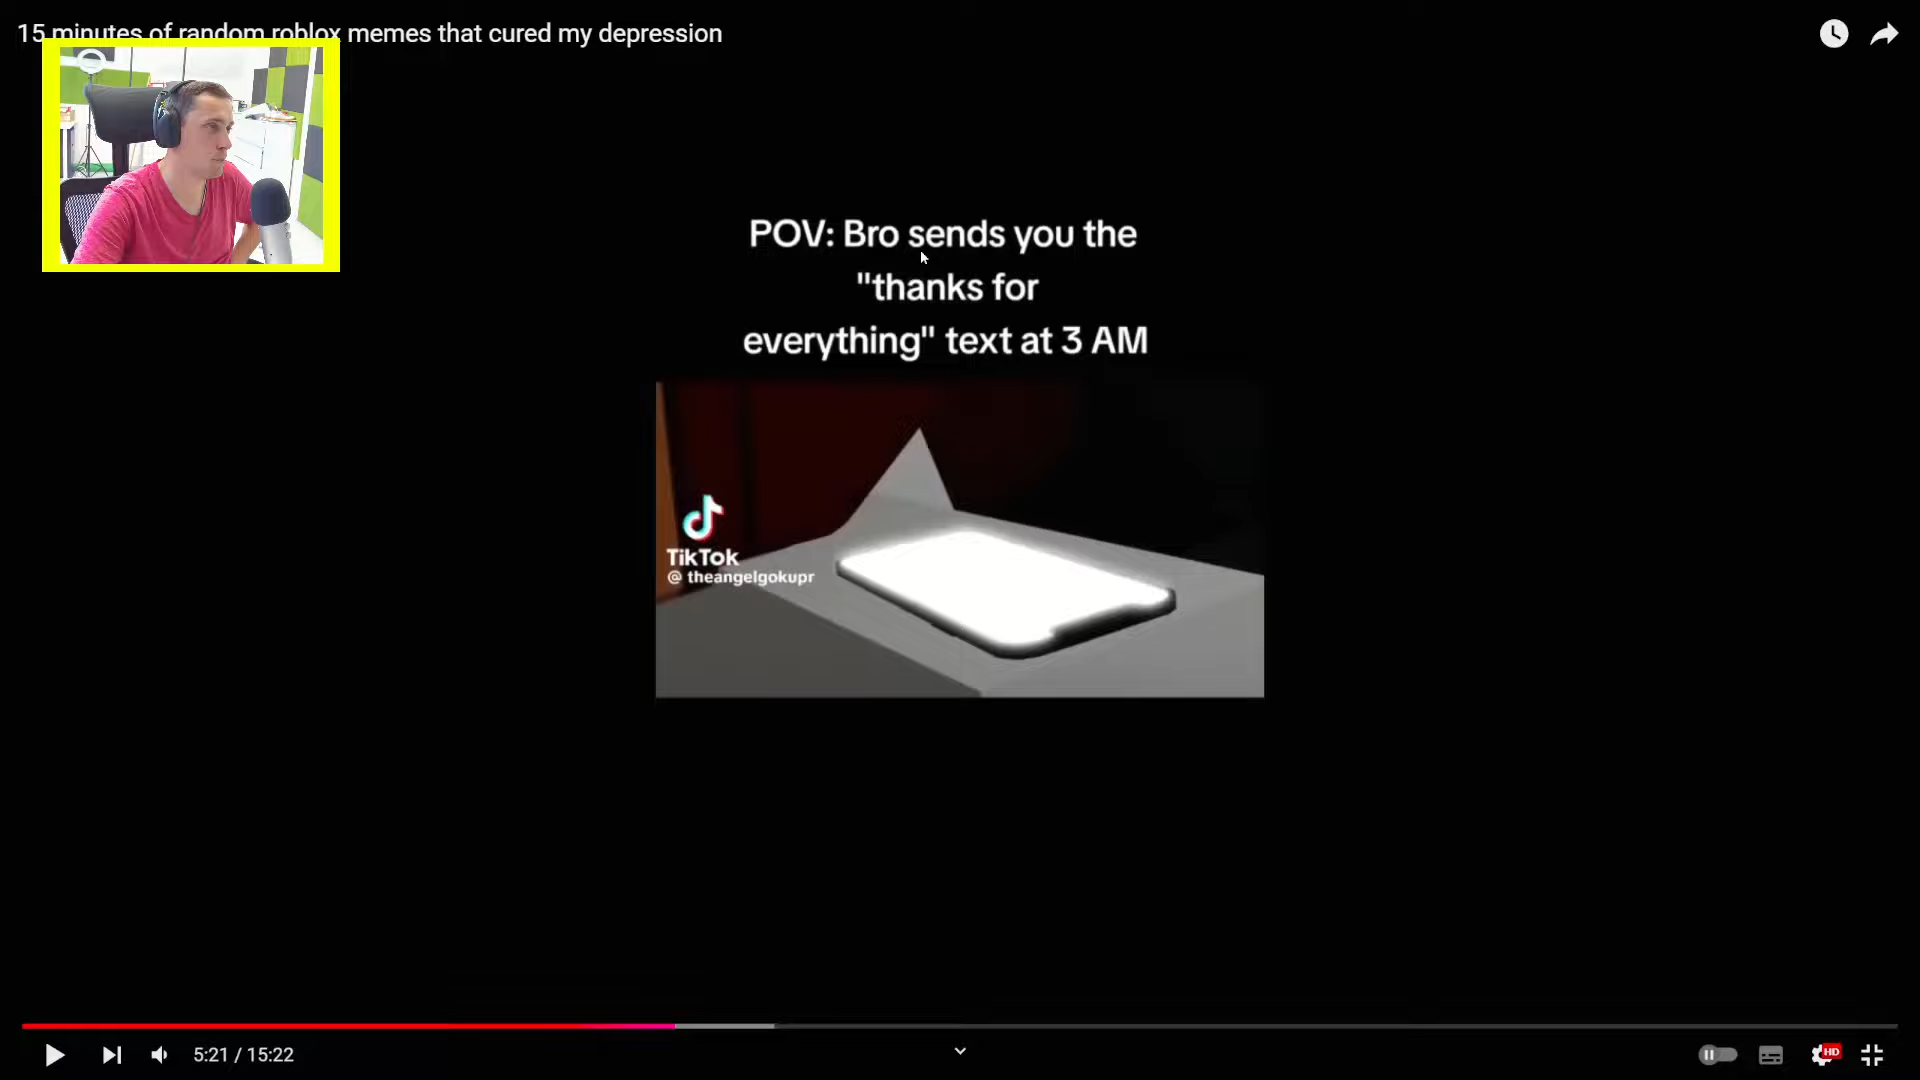 15 minutes of random roblox memes that cured my depression
POV: Bro sends you the
"thanks for
everything" text at 3 AM
TikTok
@ theangelgokupr
5:21 / 15:22
HD